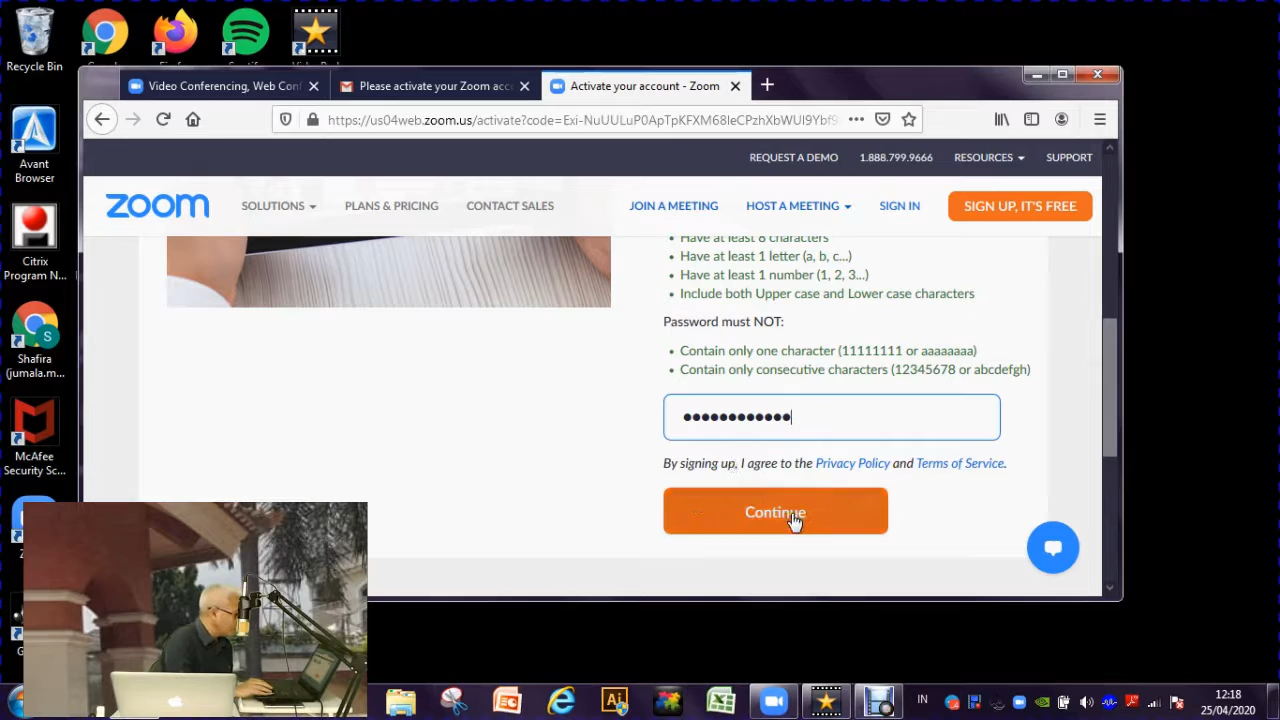 Recycle Bin
Avant
Browser
Citrix
Program N...
S
Shafira
(jumala.m...
McAfee
Security Sc...
Video Conferencing, Web Conf
Please activate your Zoom acc
Activate your account - Zoom
https://us04web.zoom.us/activate?code=Exi-NuUULuP0ApTpKFXM68IeCPzhXbWUI9Ybf9
REQUEST A DEMO 1.888.799.9666 RESOURCES SUPPORT
zoom SOLUTIONS PLANS & PRICING CONTACT SALES JOIN A MEETING HOST A MEETING SIGN IN SIGN UP, IT'S FREE
• Have at least 8 characters
• Have at least 1 letter (a, b, c...)
• Have at least 1 number (1, 2, 3...)
• Include both Upper case and Lower case characters
Password must NOT:
• Contain only one character (11111111 or aaaaaaaa)
• Contain only consecutive characters (12345678 or abcdefgh)
By signing up, I agree to the Privacy Policy and Terms of Service.
Continue
Ai
IN
12:18
25/04/2020